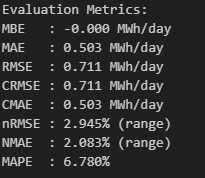 Evaluation Metrics:
MBE   : -0.000 MWh/day
MAE   : 0.503 MWh/day
RMSE  : 0.711 MWh/day
CRMSE : 0.711 MWh/day
CMAE  : 0.503 MWh/day
nRMSE : 2.945% (range)
NMAE  : 2.083% (range)
MAPE  : 6.780%